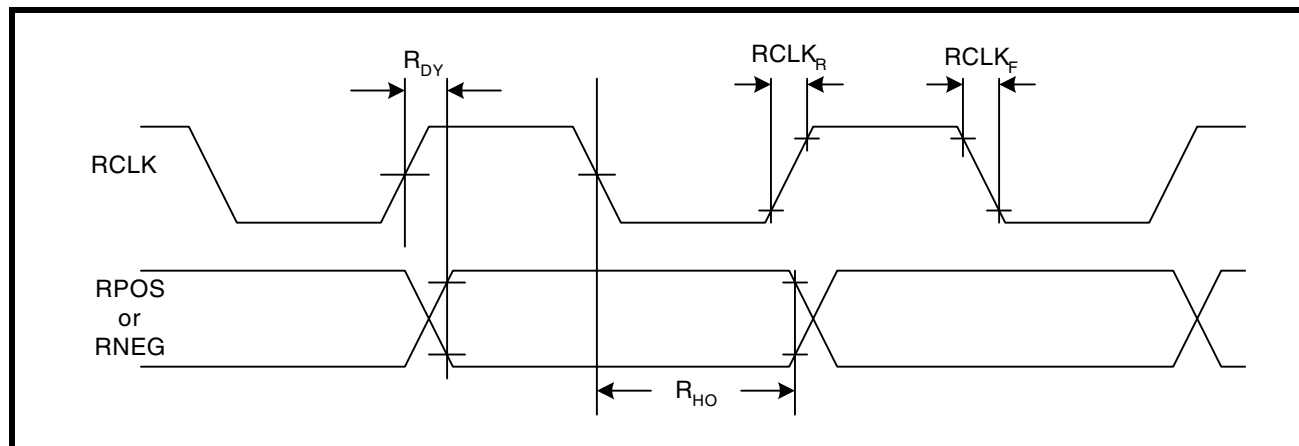 R_DY
RCLK_R
RCLK_F
RCLK
RPOS
or
RNEG
R_HO